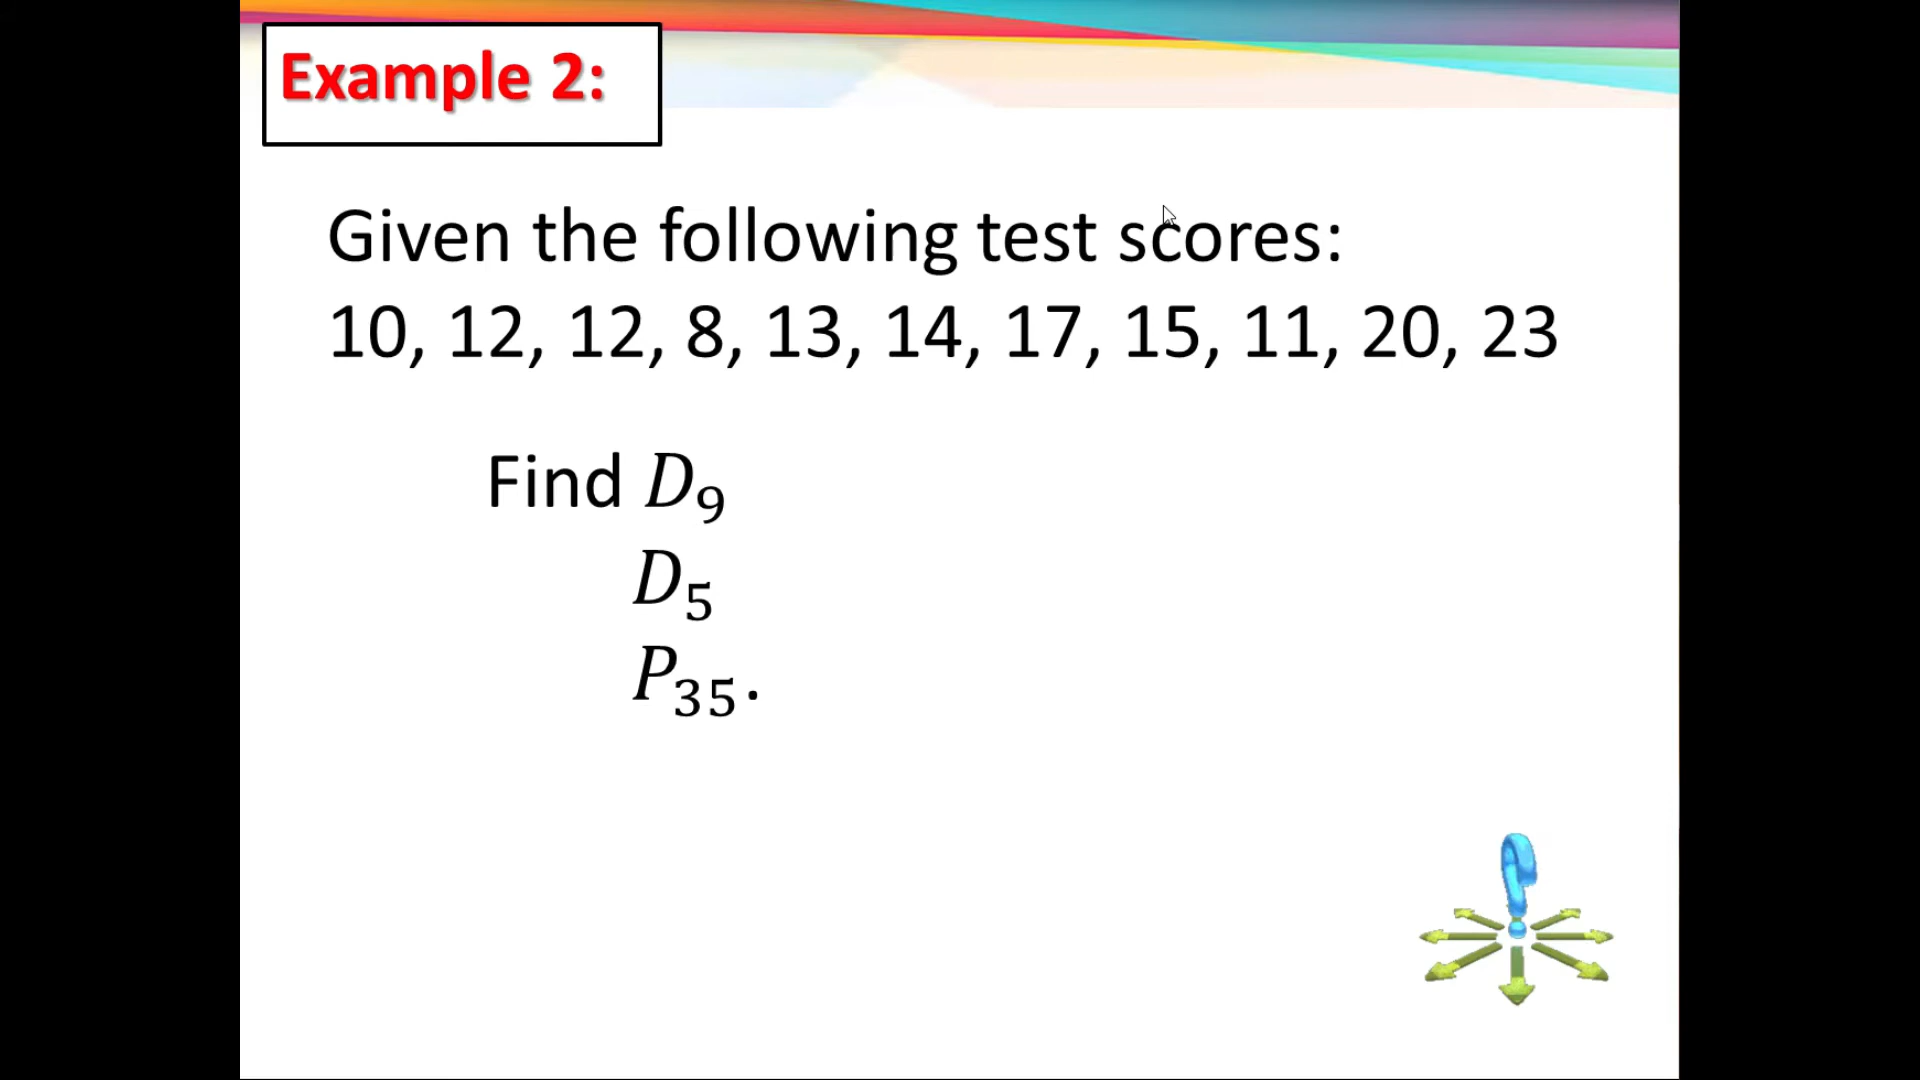 Example 2:
Given the following test scores:
10, 12, 12, 8, 13, 14, 17, 15, 11, 20, 23
Find D₉
D₅
P₃₅.